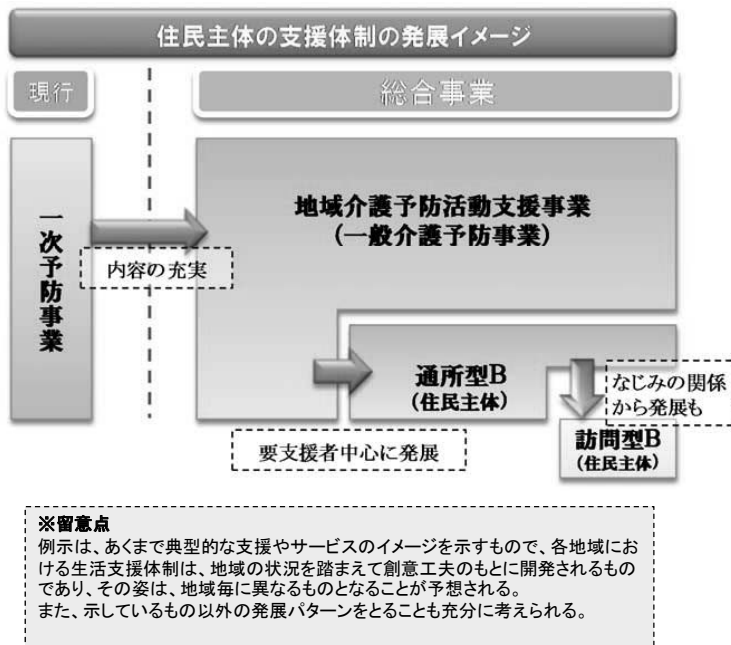 住民主体の支援体制の発展イメージ
現行
総合事業
一次予防事業
内容の充実
地域介護予防活動支援事業
(一般介護予防事業)
通所型B
(住民主体)
要支援者中心に発展
なじみの関係
から発展も
訪問型B
(住民主体)
※留意点
例示は、あくまで典型的な支援やサービスのイメージを示すもので、各地域にお
ける生活支援体制は、地域の状況を踏まえて創意工夫のもとに開発されるもの
であり、その姿は、地域毎に異なるものとなることが予想される。
また、示しているもの以外の発展パターンをとることも充分に考えられる。